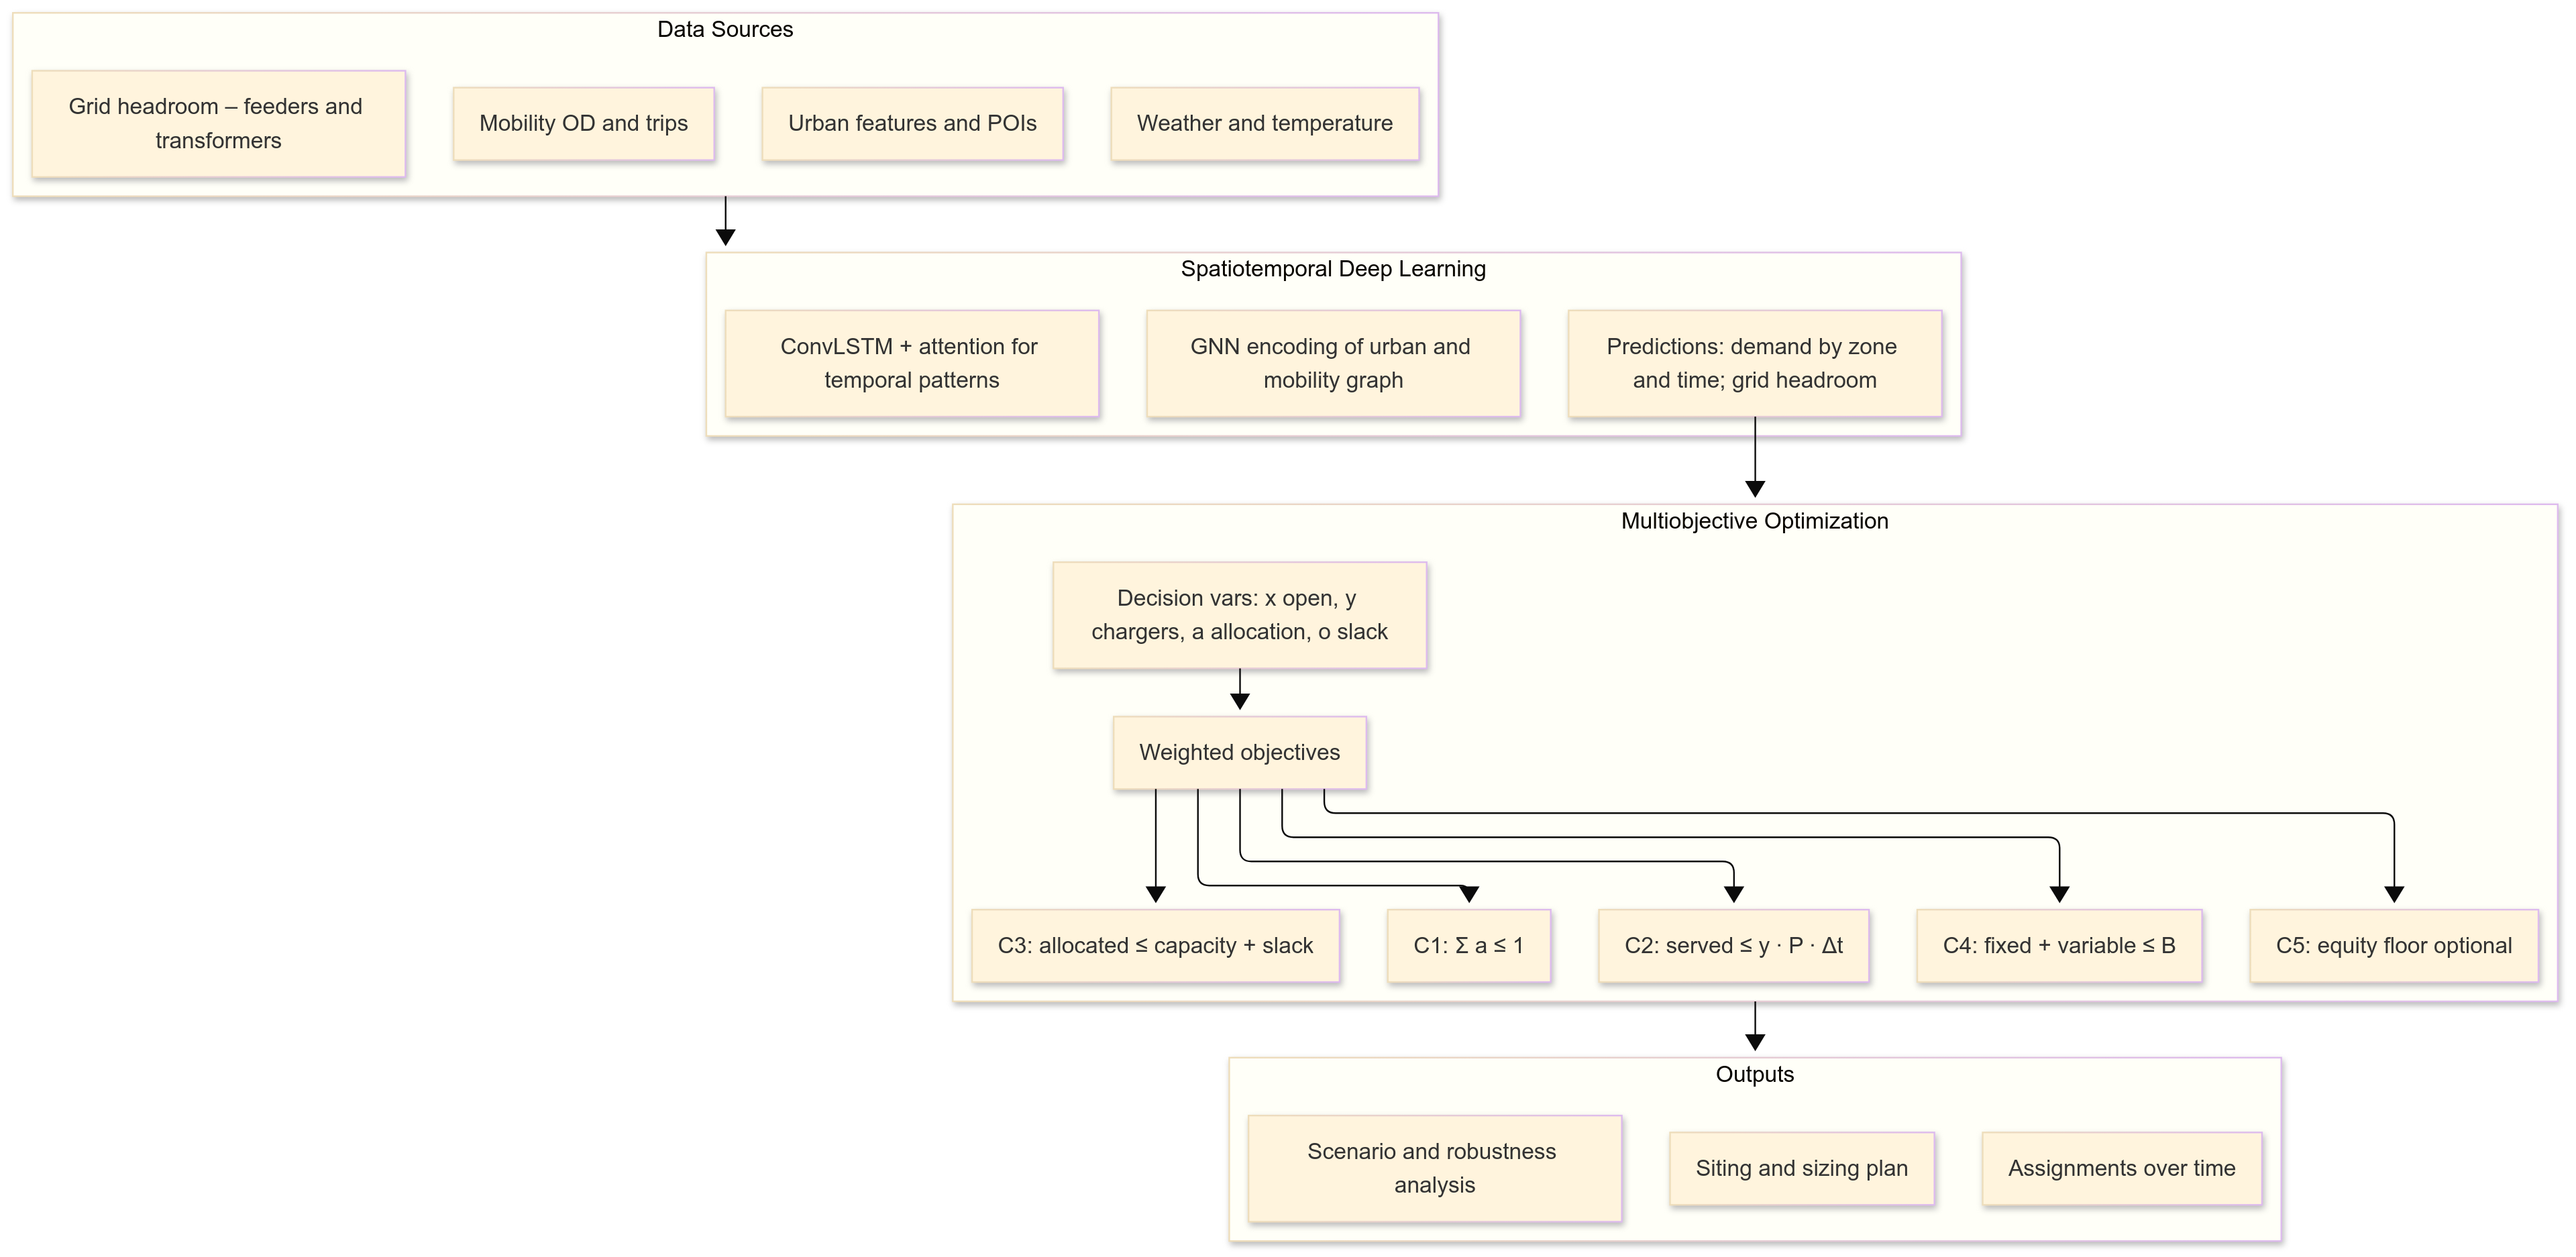 Data Sources
Grid headroom – feeders and
transformers
Mobility OD and trips
Urban features and POIs
Weather and temperature
Spatiotemporal Deep Learning
ConvLSTM + attention for
temporal patterns
GNN encoding of urban and
mobility graph
Predictions: demand by zone
and time; grid headroom
Multiobjective Optimization
Decision vars: x open, y
chargers, a allocation, o slack
Weighted objectives
C3: allocated ≤ capacity + slack
C1: Σ a ≤ 1
C2: served ≤ y · P · Δt
C4: fixed + variable ≤ B
C5: equity floor optional
Outputs
Scenario and robustness
analysis
Siting and sizing plan
Assignments over time